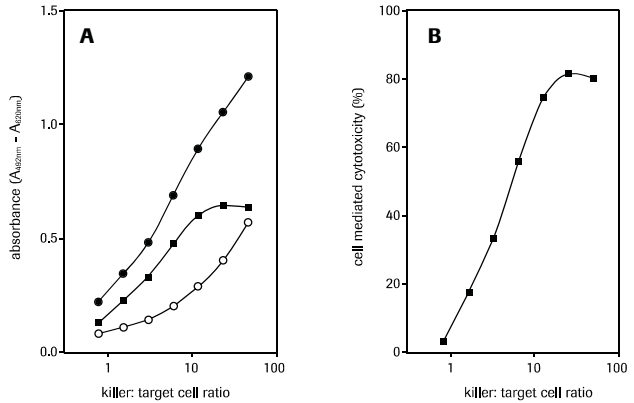 A
1.5
1.0
0.5
0.0
absorbance (A492nm – A620nm)
1
10
100
killer: target cell ratio
B
100
80
60
40
20
0
cell mediated cytotoxicity (%)
1
10
100
killer: target cell ratio